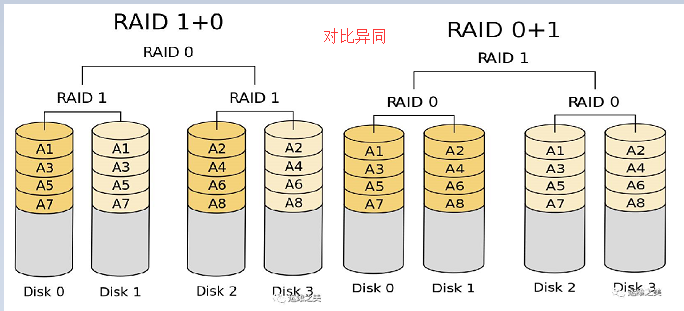 RAID 1+0
对比异同
RAID 0+1
RAID 0
RAID 1
RAID 1
RAID 1
RAID 0
RAID 0
A1
A3
A5
A7
A1
A3
A5
A7
A2
A4
A6
A8
A2
A4
A6
A8
A1
A3
A5
A7
A2
A4
A6
A8
A1
A3
A5
A7
A2
A4
A6
A8
Disk 0
Disk 1
Disk 2
Disk 3
Disk 0
Disk 1
Disk 2
Disk 3